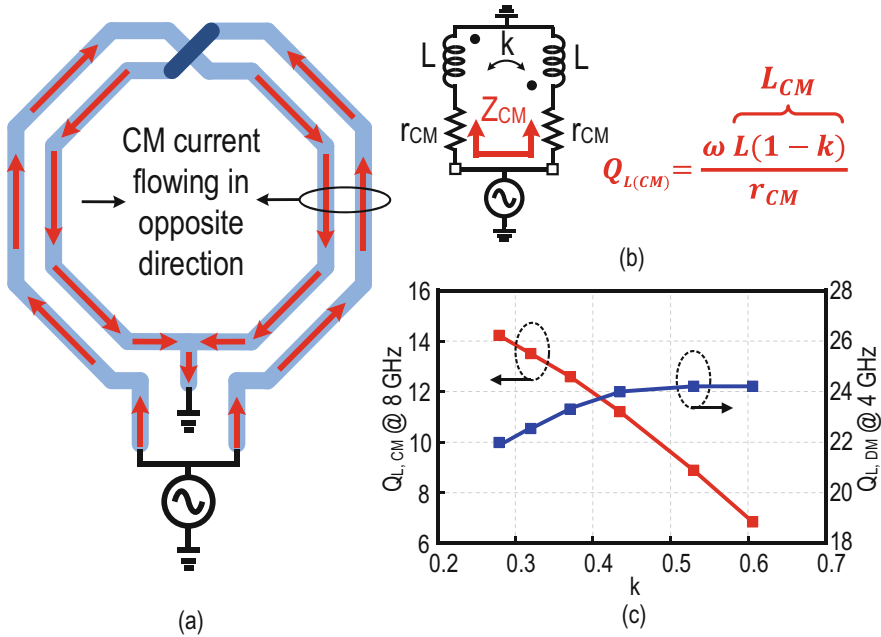 CM current
flowing in
opposite
direction
(a)
k
L
L
Z_CM
r_CM
r_CM
(b)
L_CM
Q_L(CM) = ω L(1 − k) / r_CM
Q_L, CM @ 8 GHz
16
14
12
10
8
6
28
26
24
22
20
18
Q_L, DM @ 4 GHz
0.2 0.3 0.4 0.5 0.6 0.7
k
(c)